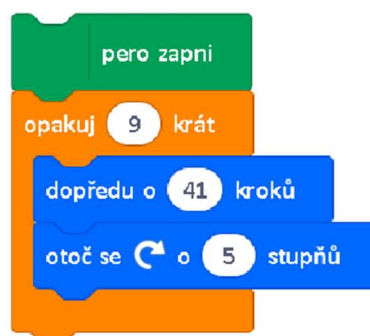 pero zapni
opakuj 9 krát
dopředu o 41 kroků
otoč se o 5 stupňů